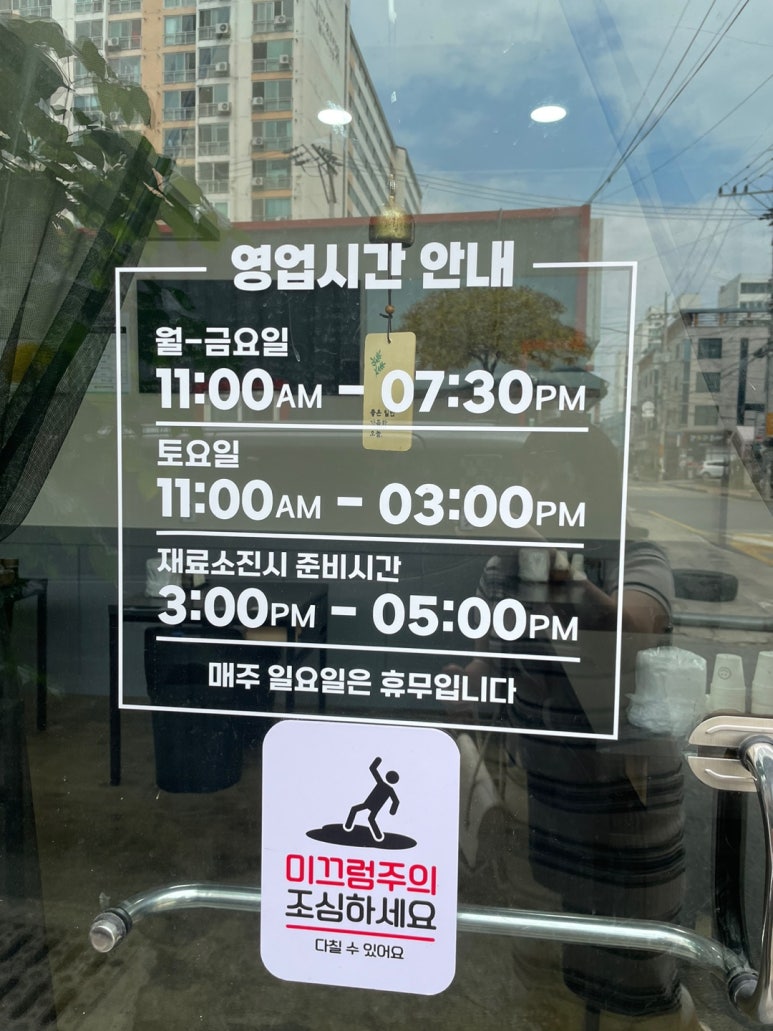 영업시간 안내
월-금요일
11:00AM - 07:30PM
토요일
11:00AM - 03:00PM
재료소진시 준비시간
3:00PM - 05:00PM
매주 일요일은 휴무입니다
미끄럼주의
조심하세요
다칠 수 있어요